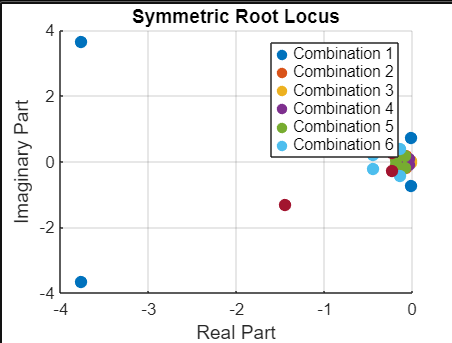 Symmetric Root Locus
4
2
0
-2
-4
Imaginary Part
Combination 1
Combination 2
Combination 3
Combination 4
Combination 5
Combination 6
-4 -3 -2 -1 0
Real Part